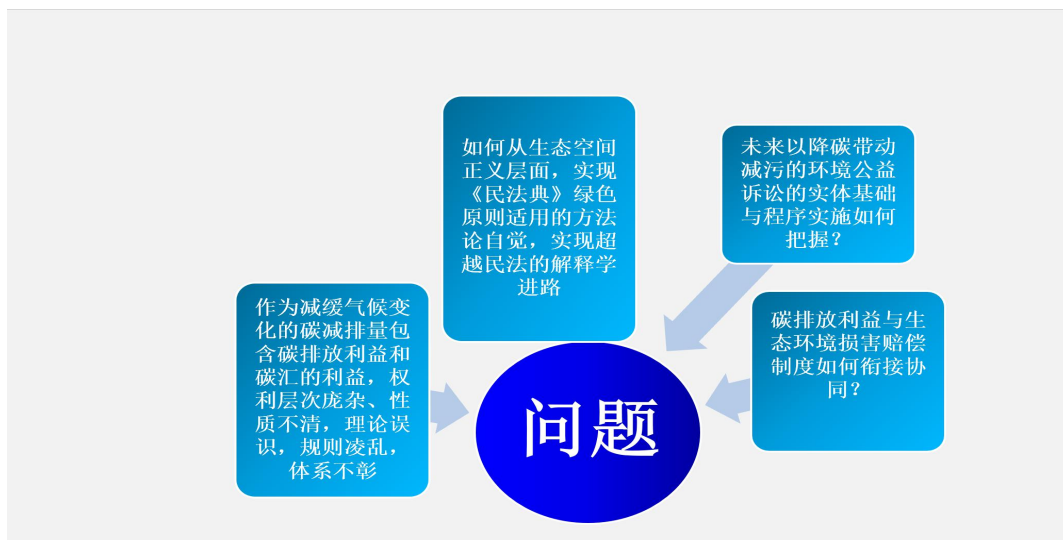 如何从生态空间
正义层面，实现
《民法典》绿色
原则适用的方法
论自觉，实现超
越民法的解释学
进路
未来以降碳带动
减污的环境公益
诉讼的实体基础
与程序实施如何
把握？
作为减缓气候变
化的碳减排量包
含碳排放利益和
碳汇的利益，权
利层次庞杂、性
质不清，理论误
识，规则凌乱，
体系不彰
碳排放利益与生
态环境损害赔偿
制度如何衔接协
同？
问题